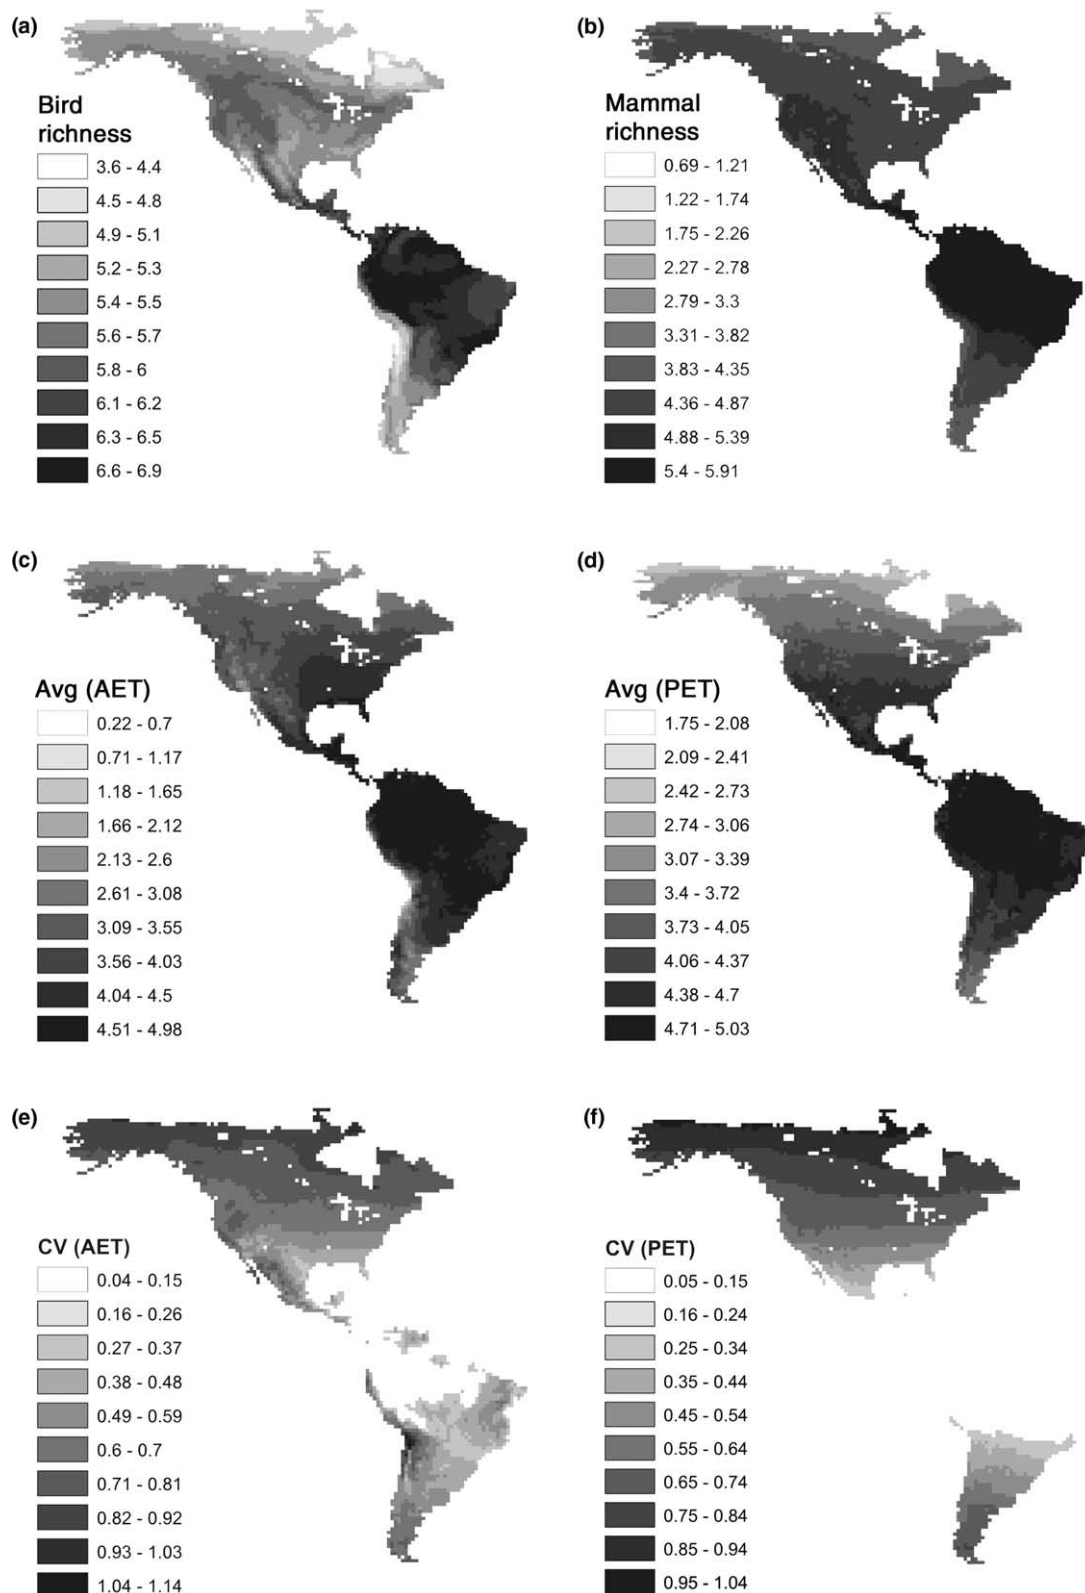 (a)
Bird
richness
3.6 - 4.4
4.5 - 4.8
4.9 - 5.1
5.2 - 5.3
5.4 - 5.5
5.6 - 5.7
5.8 - 6
6.1 - 6.2
6.3 - 6.5
6.6 - 6.9
(b)
Mammal
richness
0.69 - 1.21
1.22 - 1.74
1.75 - 2.26
2.27 - 2.78
2.79 - 3.3
3.31 - 3.82
3.83 - 4.35
4.36 - 4.87
4.88 - 5.39
5.4 - 5.91
(c)
Avg (AET)
0.22 - 0.7
0.71 - 1.17
1.18 - 1.65
1.66 - 2.12
2.13 - 2.6
2.61 - 3.08
3.09 - 3.55
3.56 - 4.03
4.04 - 4.5
4.51 - 4.98
(d)
Avg (PET)
1.75 - 2.08
2.09 - 2.41
2.42 - 2.73
2.74 - 3.06
3.07 - 3.39
3.4 - 3.72
3.73 - 4.05
4.06 - 4.37
4.38 - 4.7
4.71 - 5.03
(e)
CV (AET)
0.04 - 0.15
0.16 - 0.26
0.27 - 0.37
0.38 - 0.48
0.49 - 0.59
0.6 - 0.7
0.71 - 0.81
0.82 - 0.92
0.93 - 1.03
1.04 - 1.14
(f)
CV (PET)
0.05 - 0.15
0.16 - 0.24
0.25 - 0.34
0.35 - 0.44
0.45 - 0.54
0.55 - 0.64
0.65 - 0.74
0.75 - 0.84
0.85 - 0.94
0.95 - 1.04